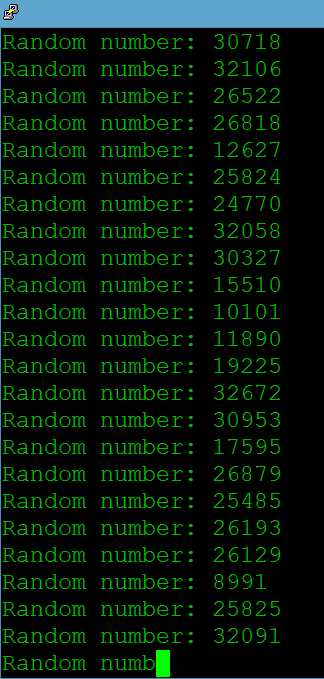 Random number: 30718
Random number: 32106
Random number: 26522
Random number: 26818
Random number: 12627
Random number: 25824
Random number: 24770
Random number: 32058
Random number: 30327
Random number: 15510
Random number: 10101
Random number: 11890
Random number: 19225
Random number: 32672
Random number: 30953
Random number: 17595
Random number: 26879
Random number: 25485
Random number: 26193
Random number: 26129
Random number: 8991
Random number: 25825
Random number: 32091
Random numb